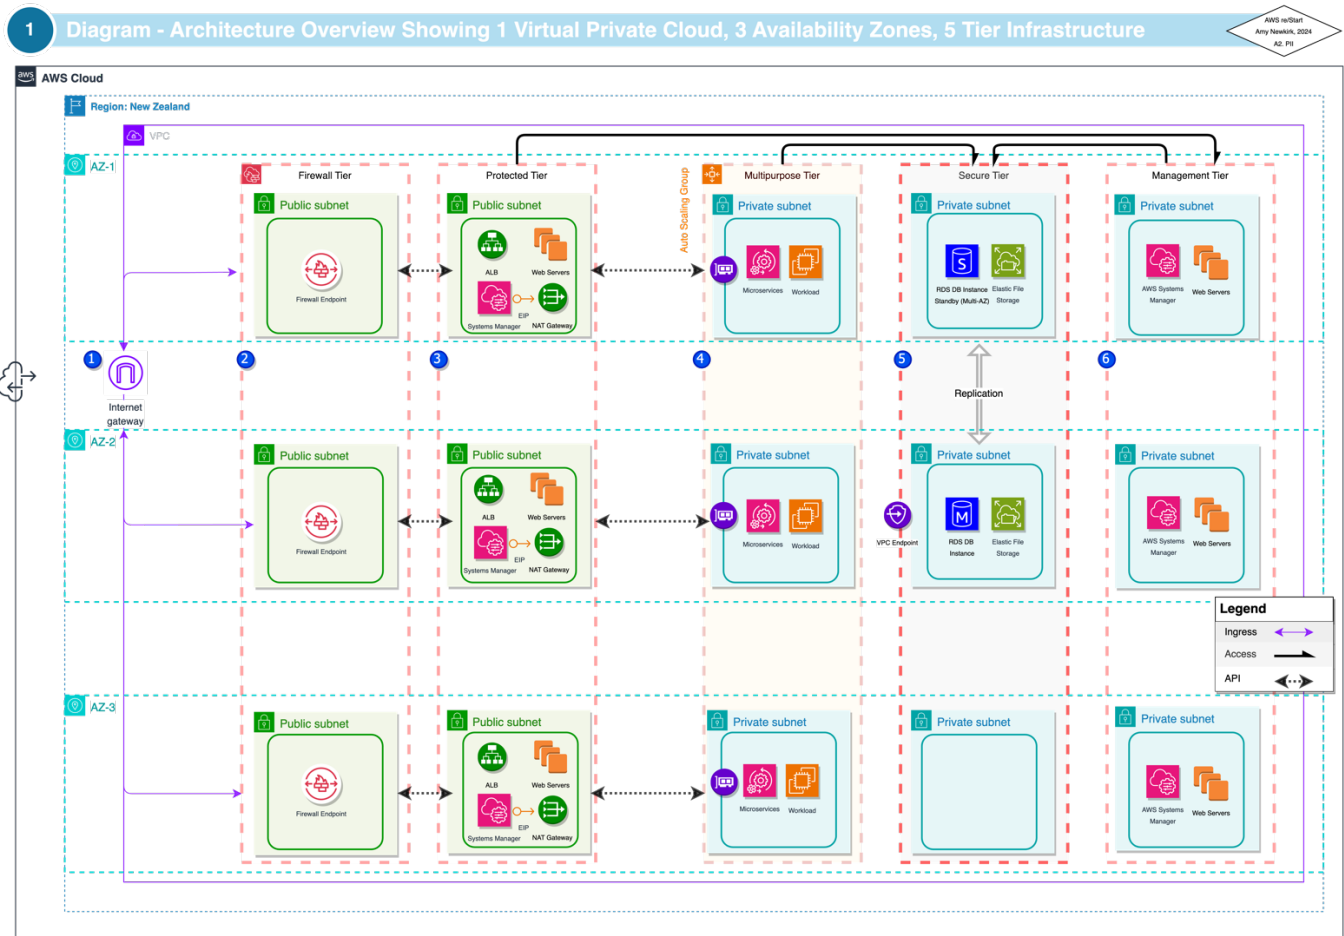 1
Diagram - Architecture Overview Showing 1 Virtual Private Cloud, 3 Availability Zones, 5 Tier Infrastructure
AWS re/Start
Amy Newkirk, 2024
A2. PII
aws
AWS Cloud
Region: New Zealand
VPC
AZ-1
Firewall Tier
Protected Tier
Auto Scaling Group
Multipurpose Tier
Secure Tier
Management Tier
Public subnet
Firewall Endpoint
Public subnet
ALB
Web Servers
Systems Manager
EIP
NAT Gateway
Private subnet
Microservices
Workload
Private subnet
S
RDS DB Instance
Standby (Multi-AZ)
Elastic File
Storage
Private subnet
AWS Systems
Manager
Web Servers
1
2
3
4
5
6
Internet
gateway
Replication
AZ-2
Public subnet
Firewall Endpoint
Public subnet
ALB
Web Servers
Systems Manager
EIP
NAT Gateway
Private subnet
Microservices
Workload
VPC Endpoint
Private subnet
M
RDS DB
Instance
Elastic File
Storage
Private subnet
AWS Systems
Manager
Web Servers
Legend
Ingress
Access
API
AZ-3
Public subnet
Firewall Endpoint
Public subnet
ALB
Web Servers
Systems Manager
EIP
NAT Gateway
Private subnet
Microservices
Workload
Private subnet
Private subnet
AWS Systems
Manager
Web Servers